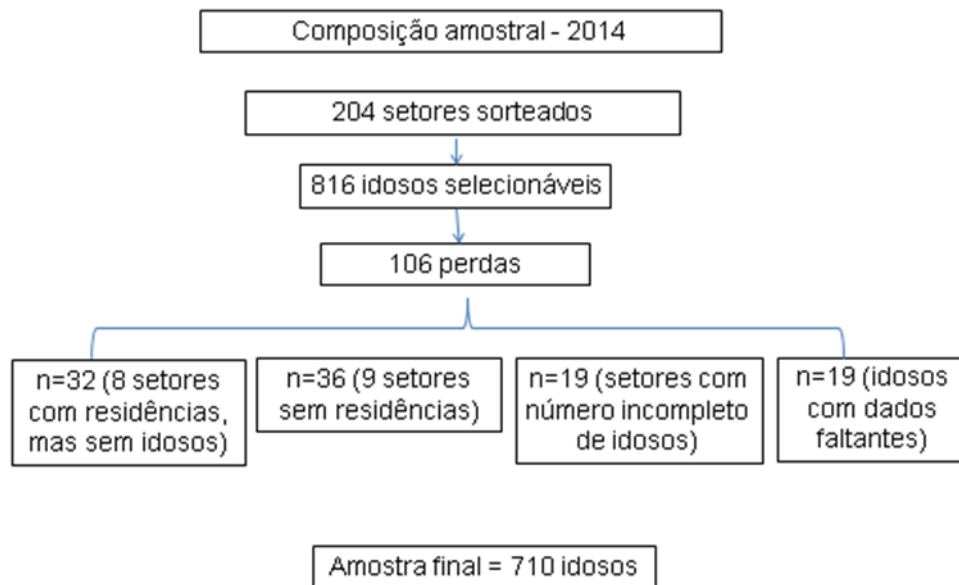 Composição amostral - 2014
204 setores sorteados
816 idosos selecionáveis
106 perdas
n=32 (8 setores
com residências,
mas sem idosos)
n=36 (9 setores
sem residências)
n=19 (setores com
número incompleto
de idosos)
n=19 (idosos
com dados
faltantes)
Amostra final = 710 idosos